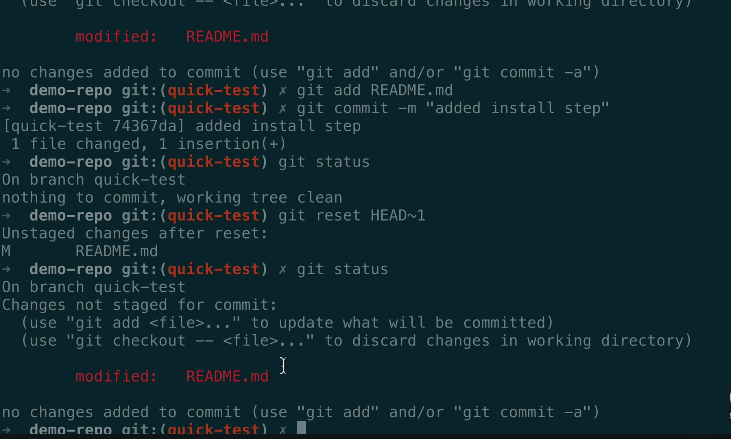 (use "git checkout -- <file>..." to discard changes in working directory)
modified:   README.md
no changes added to commit (use "git add" and/or "git commit -a")
→  demo-repo git:(quick-test) ✗ git add README.md
→  demo-repo git:(quick-test) ✗ git commit -m "added install step"
[quick-test 74367da] added install step
 1 file changed, 1 insertion(+)
→  demo-repo git:(quick-test) git status
On branch quick-test
nothing to commit, working tree clean
→  demo-repo git:(quick-test) git reset HEAD~1
Unstaged changes after reset:
M       README.md
→  demo-repo git:(quick-test) ✗ git status
On branch quick-test
Changes not staged for commit:
  (use "git add <file>..." to update what will be committed)
  (use "git checkout -- <file>..." to discard changes in working directory)
modified:   README.md
no changes added to commit (use "git add" and/or "git commit -a")
→  demo-repo git:(quick-test) ✗